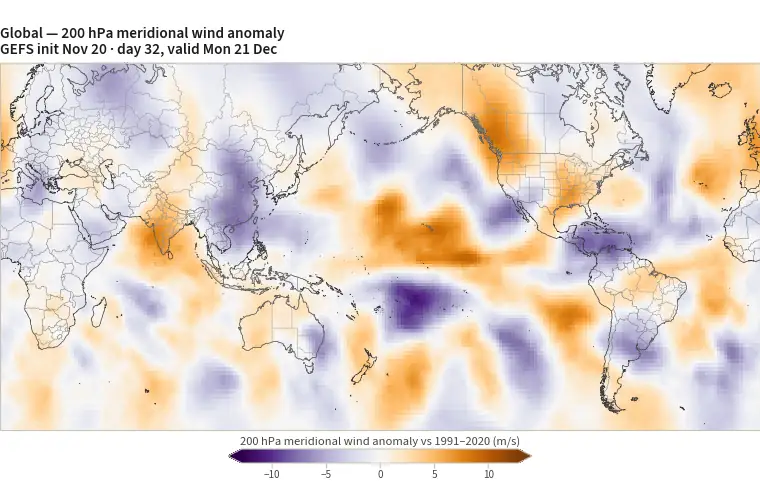 Global — 200 hPa meridional wind anomaly
GEFS init Nov 20 · day 32, valid Mon 21 Dec
200 hPa meridional wind anomaly vs 1991–2020 (m/s)
−10 −5 0 5 10